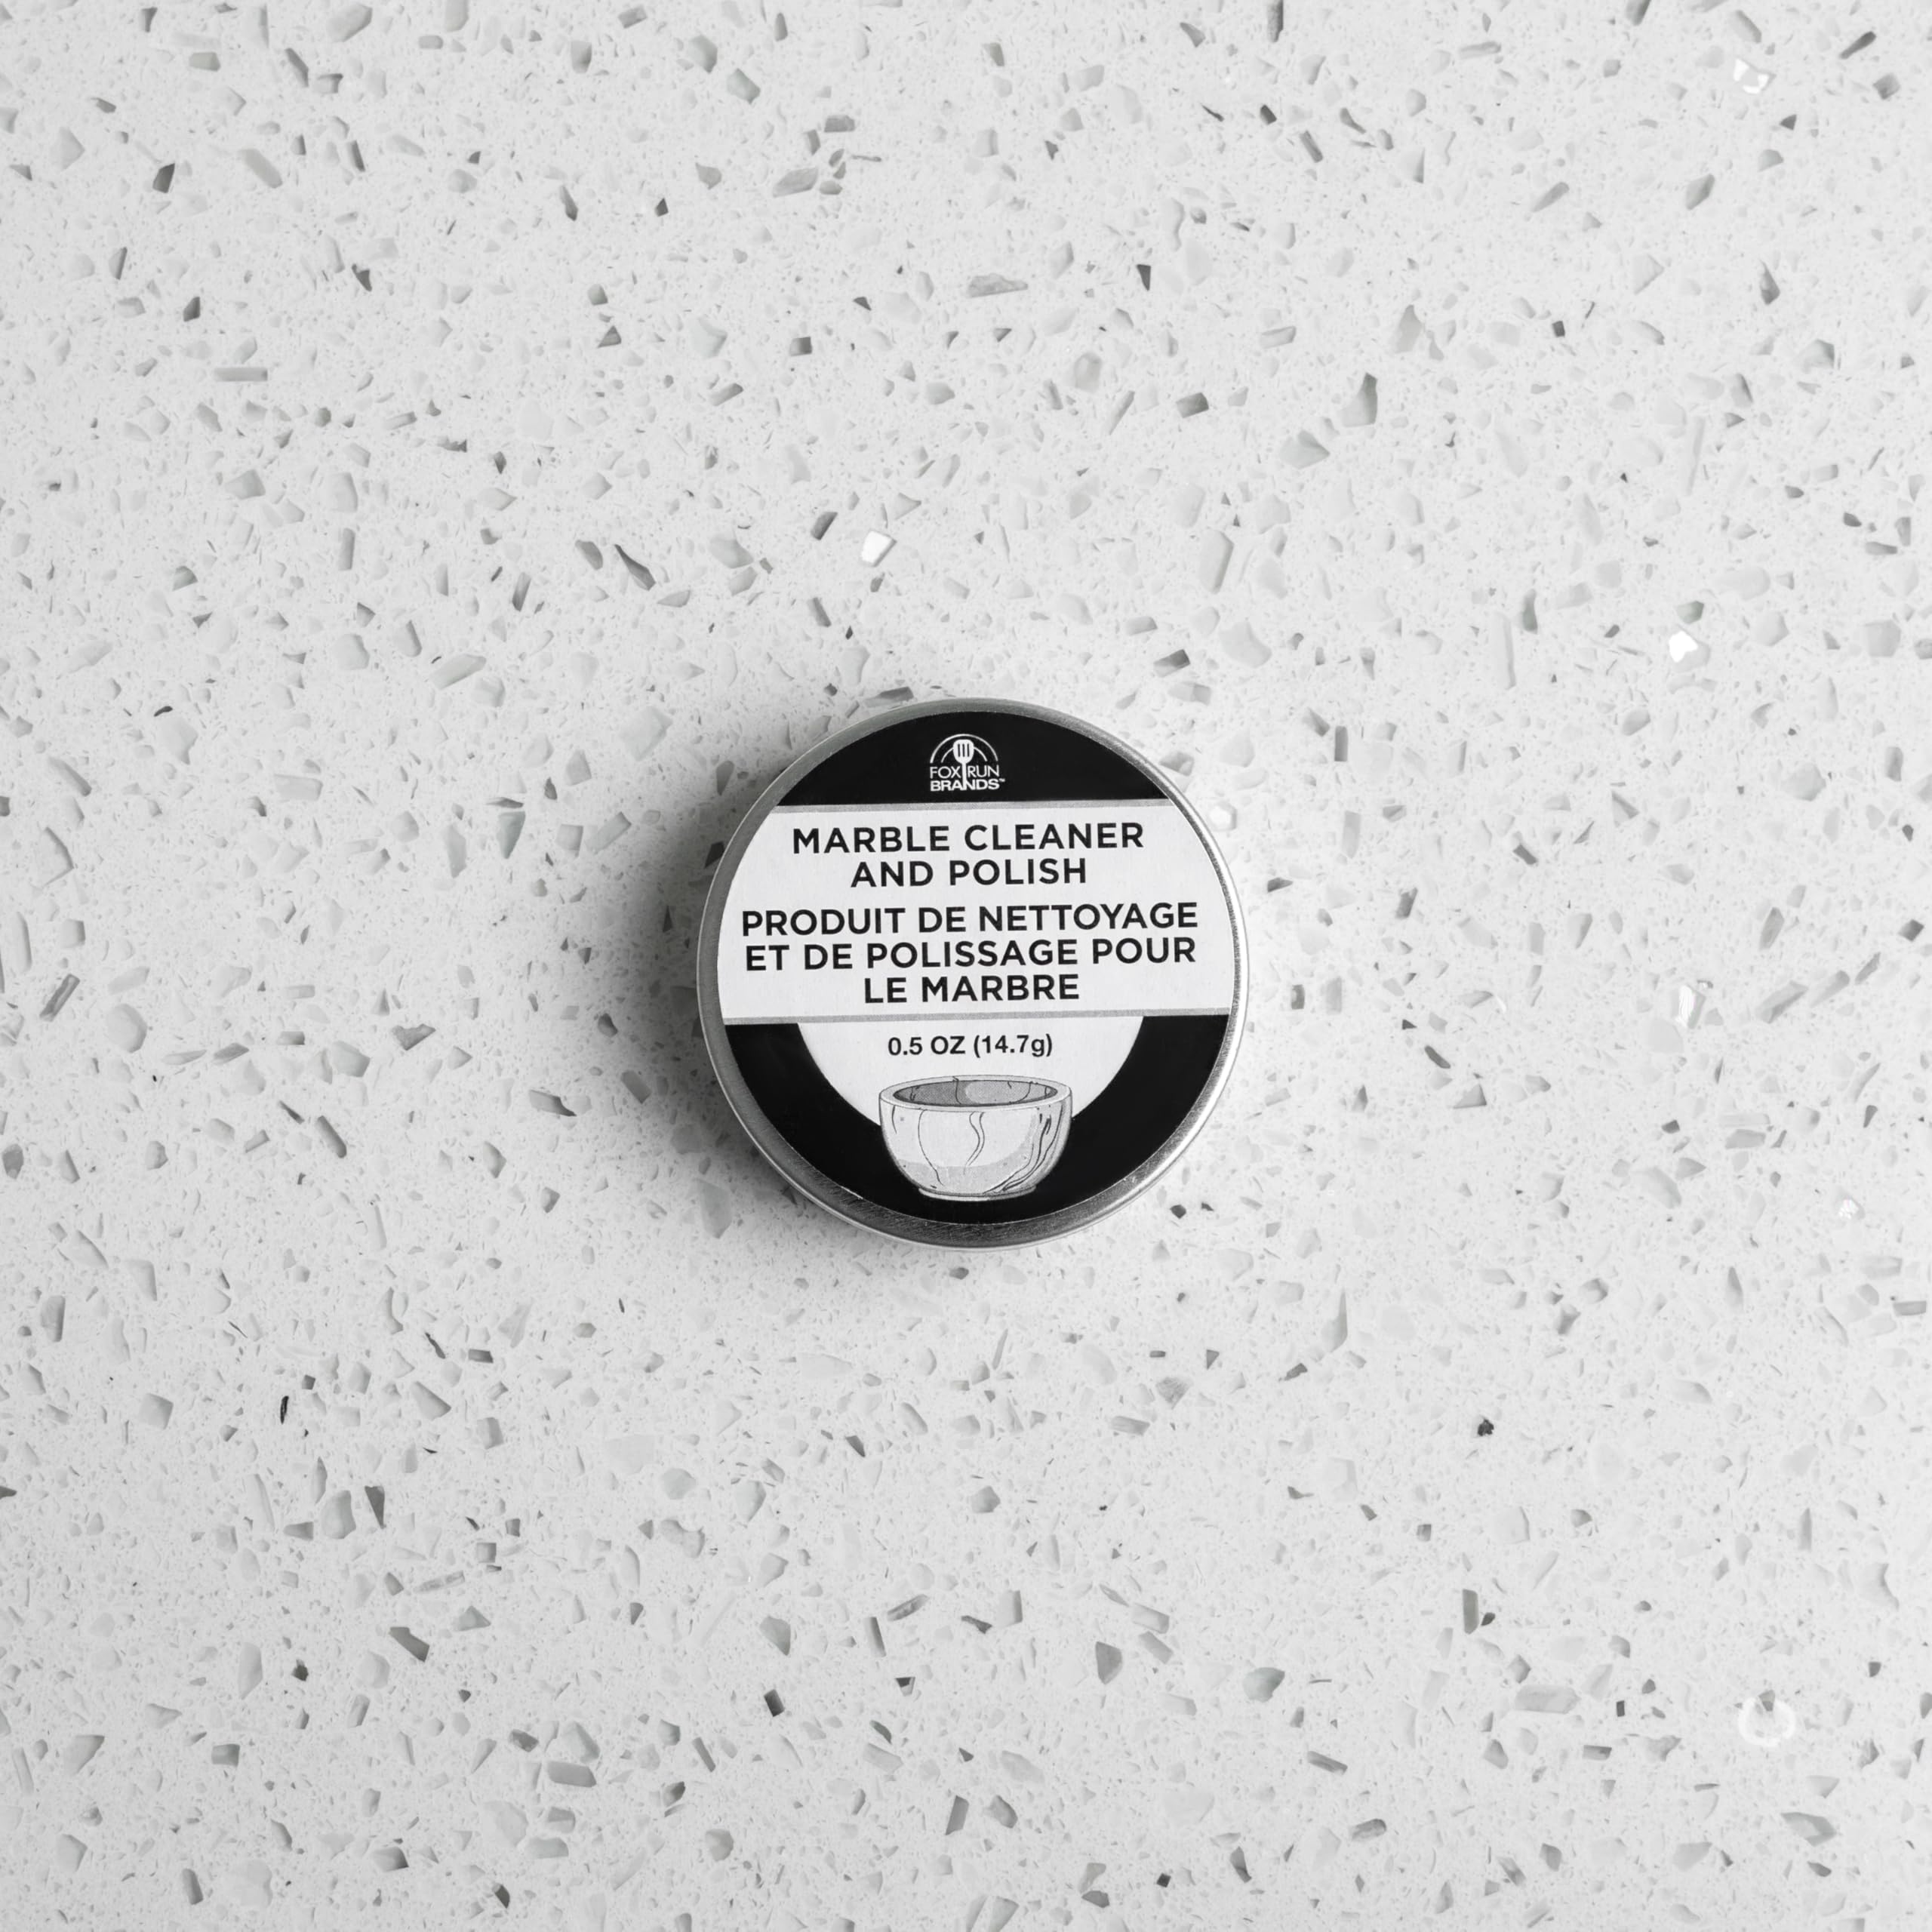 FOX RUN
BRANDS™
MARBLE CLEANER
AND POLISH
PRODUIT DE NETTOYAGE
ET DE POLISSAGE POUR
LE MARBRE
0.5 OZ (14.7g)